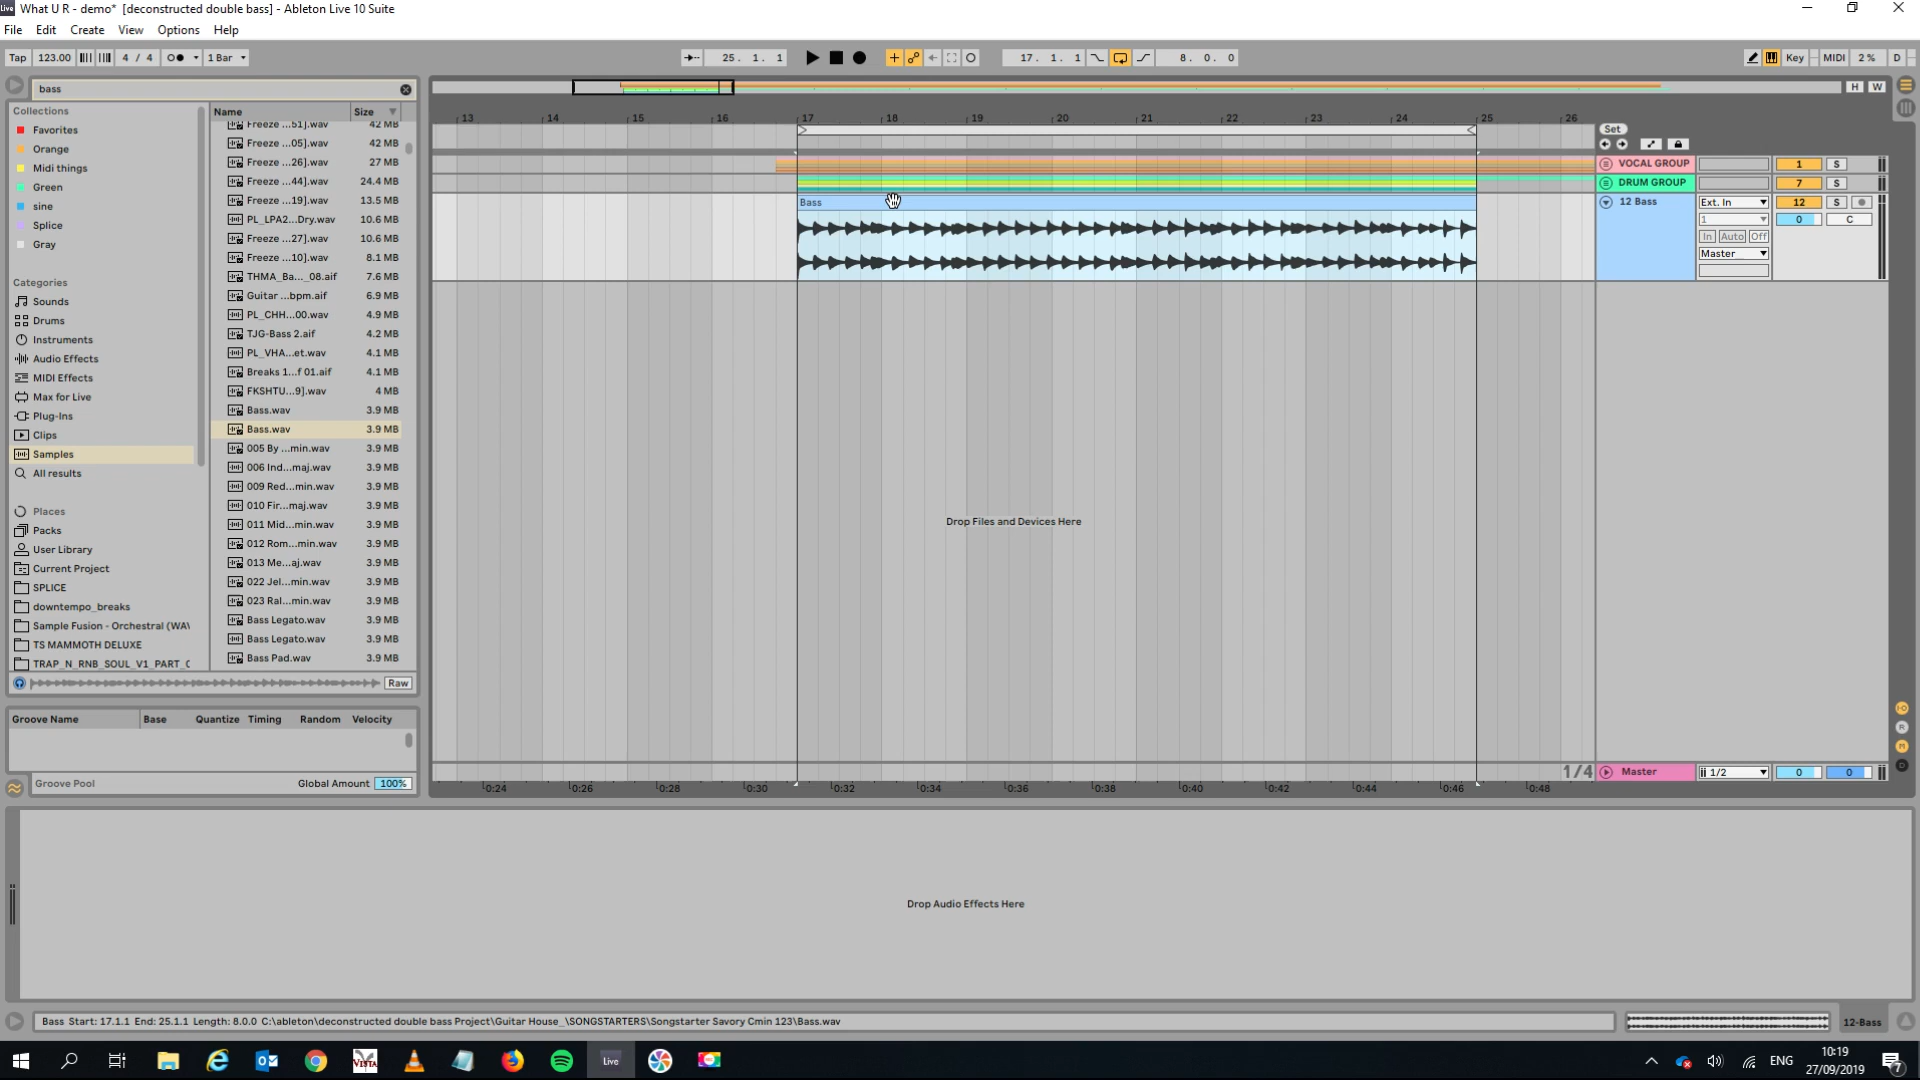 What U R - demo* [deconstructed double bass] - Ableton Live 10 Suite
File Edit Create View Options Help
Tap 123.00 4 / 4 1 Bar 25. 1. 1 17. 1. 1 8. 0. 0 Key MIDI 2% D
bass
H W
Collections
Favorites
Orange
Midi things
Green
sine
Splice
Gray
Categories
Sounds
Drums
Instruments
Audio Effects
MIDI Effects
Max for Live
Plug-Ins
Clips
Samples
All results
Places
Packs
User Library
Current Project
SPLICE
downtempo_breaks
Sample Fusion - Orchestral (WAV
TS MAMMOTH DELUXE
TRAP_N_RNB_SOUL_V1_PART_
Name Size
Freeze ...51].wav 42 MB
Freeze ...05].wav 42 MB
Freeze ...26].wav 27 MB
Freeze ...44].wav 24.4 MB
Freeze ...19].wav 13.5 MB
PL_LPA2...Dry.wav 10.6 MB
Freeze ...27].wav 10.6 MB
Freeze ...10].wav 8.1 MB
THMA_Ba..._08.aif 7.6 MB
Guitar ...bpm.aif 6.9 MB
PL_CHH...00.wav 4.9 MB
TJG-Bass 2.aif 4.2 MB
PL_VHA...et.wav 4.1 MB
Breaks 1...f 01.aif 4.1 MB
FKSHTU...9].wav 4 MB
Bass.wav 3.9 MB
Bass.wav 3.9 MB
005 By ...min.wav 3.9 MB
006 Ind...maj.wav 3.9 MB
009 Red...min.wav 3.9 MB
010 Fir...maj.wav 3.9 MB
011 Mid...min.wav 3.9 MB
012 Rom...min.wav 3.9 MB
013 Me...aj.wav 3.9 MB
022 Jel...min.wav 3.9 MB
023 Ral...min.wav 3.9 MB
Bass Legato.wav 3.9 MB
Bass Legato.wav 3.9 MB
Bass Pad.wav 3.9 MB
Raw
Groove Name Base Quantize Timing Random Velocity
Groove Pool Global Amount 100%
13 14 15 16 17 18 19 20 21 22 23 24 25 26
Set
VOCAL GROUP 1 S
DRUM GROUP 7 S
Bass
12 Bass Ext. In 12 S
1 0 C
In Auto Off
Master
Drop Files and Devices Here
1/4 Master 1/2 0 0
0:24 0:26 0:28 0:30 0:32 0:34 0:36 0:38 0:40 0:42 0:44 0:46 0:48
I·O
R
M
D
Drop Audio Effects Here
Bass Start: 17.1.1 End: 25.1.1 Length: 8.0.0 C:\ableton\deconstructed double bass Project\Guitar House_\SONGSTARTERS\Songstarter Savory Cmin 123\Bass.wav
12-Bass
Live
VISTA
ENG
10:19
27/09/2019
7